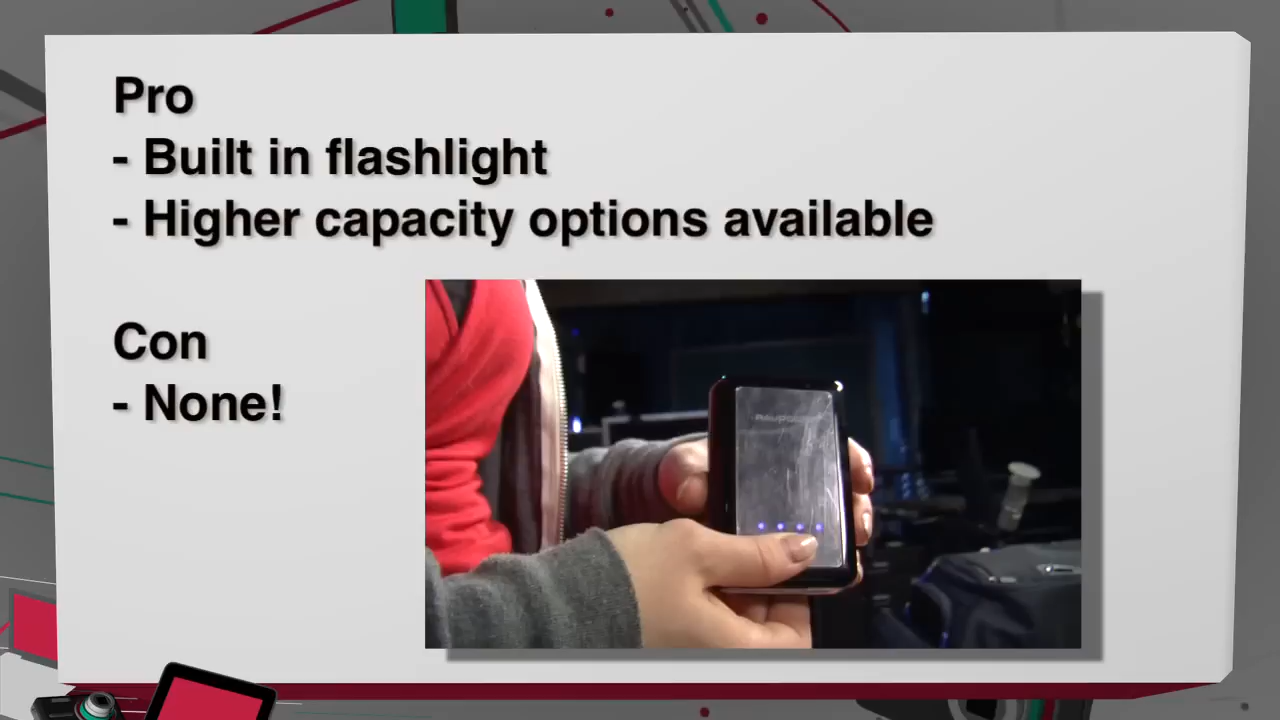 Pro
- Built in flashlight
- Higher capacity options available
Con
- None!